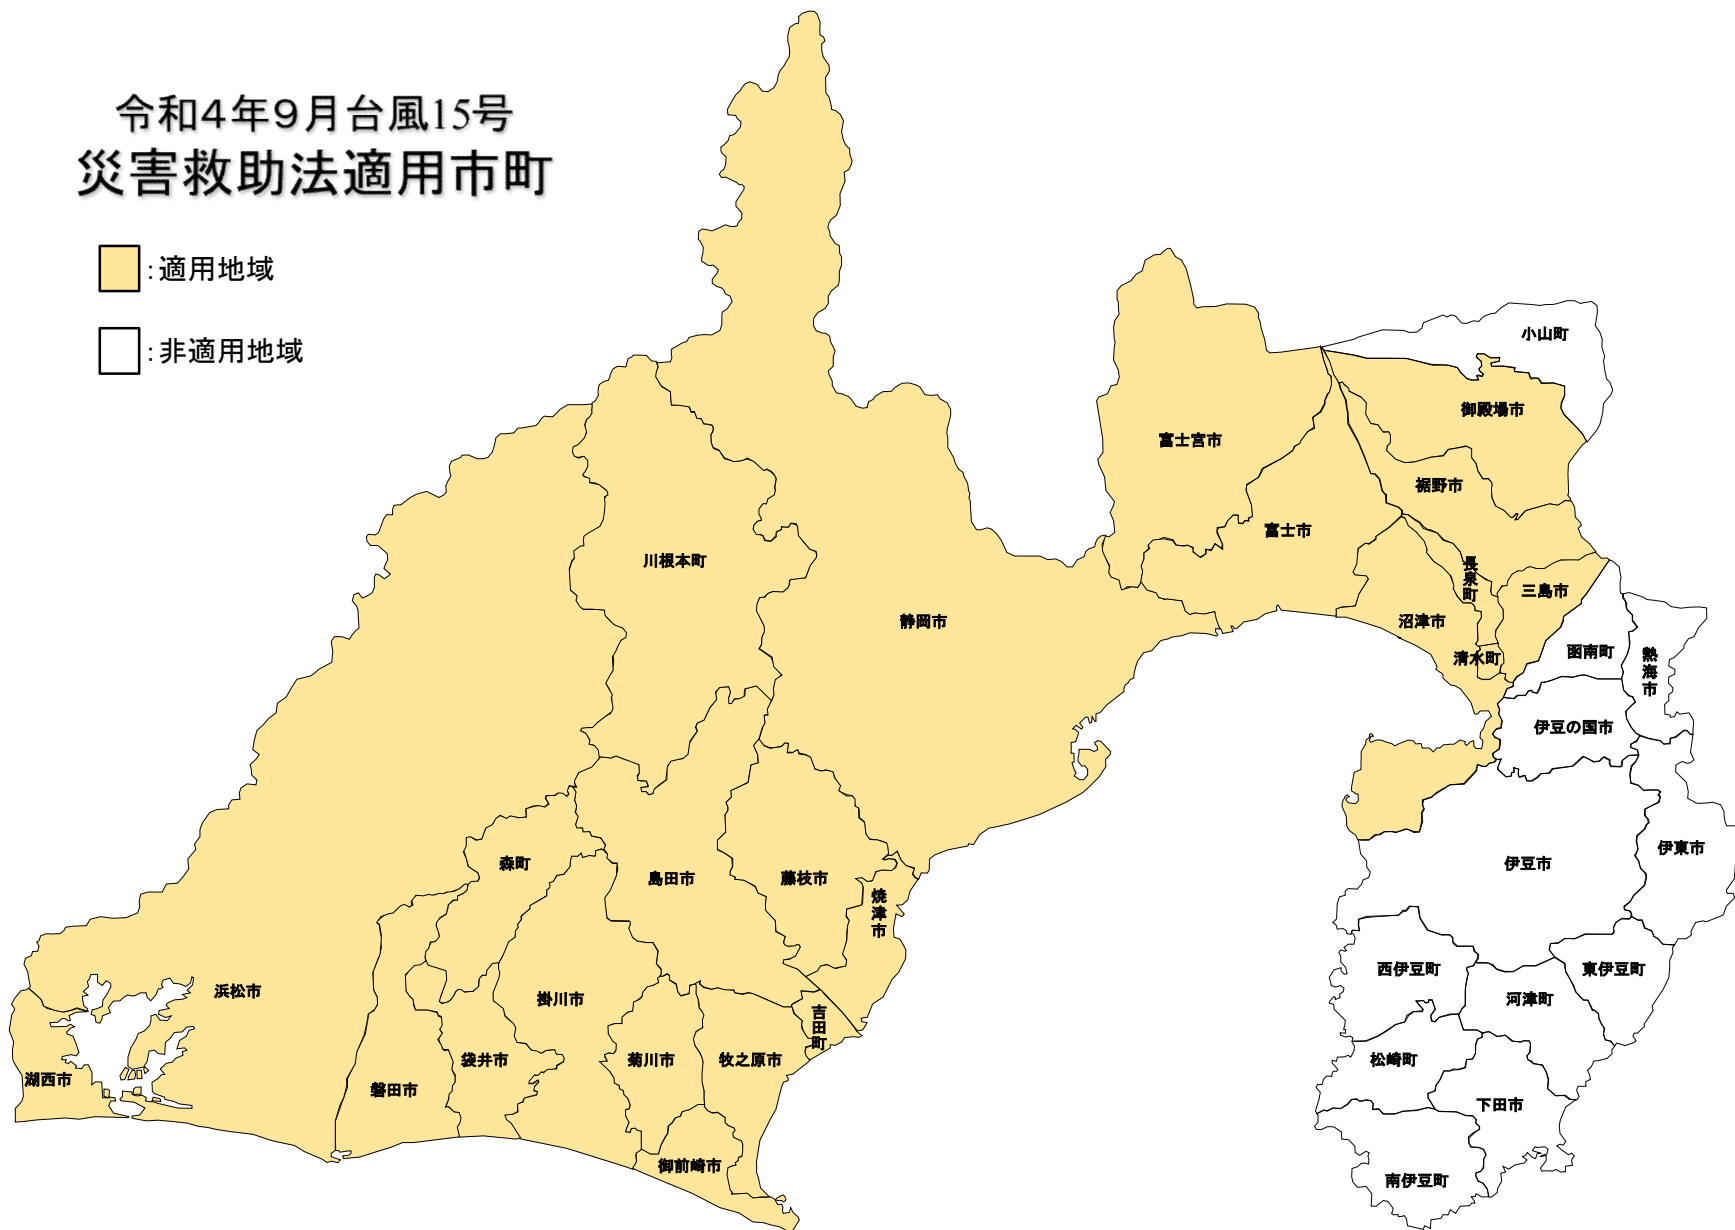 令和4年9月台風15号
災害救助法適用市町
：適用地域
：非適用地域
小山町
御殿場市
富士宮市
裾野市
富士市
川根本町
長泉町
三島市
静岡市
沼津市
函南町
清水町
熱海市
伊豆の国市
森町
島田市
藤枝市
焼津市
伊豆市
伊東市
西伊豆町
東伊豆町
浜松市
掛川市
河津町
吉田町
袋井市
菊川市
牧之原市
松崎町
湖西市
磐田市
下田市
御前崎市
南伊豆町